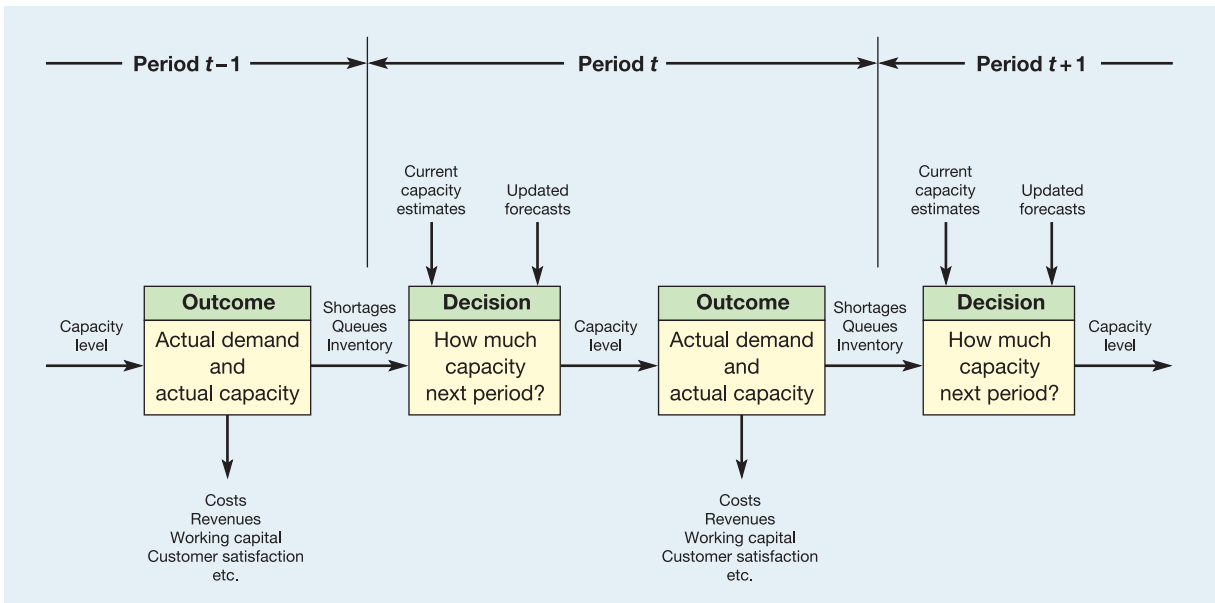 Period t – 1
Period t
Period t + 1
Current
capacity
estimates
Updated
forecasts
Current
capacity
estimates
Updated
forecasts
Capacity
level
Outcome
Actual demand
and
actual capacity
Shortages
Queues
Inventory
Decision
How much
capacity
next period?
Capacity
level
Outcome
Actual demand
and
actual capacity
Shortages
Queues
Inventory
Decision
How much
capacity
next period?
Capacity
level
Costs
Revenues
Working capital
Customer satisfaction
etc.
Costs
Revenues
Working capital
Customer satisfaction
etc.